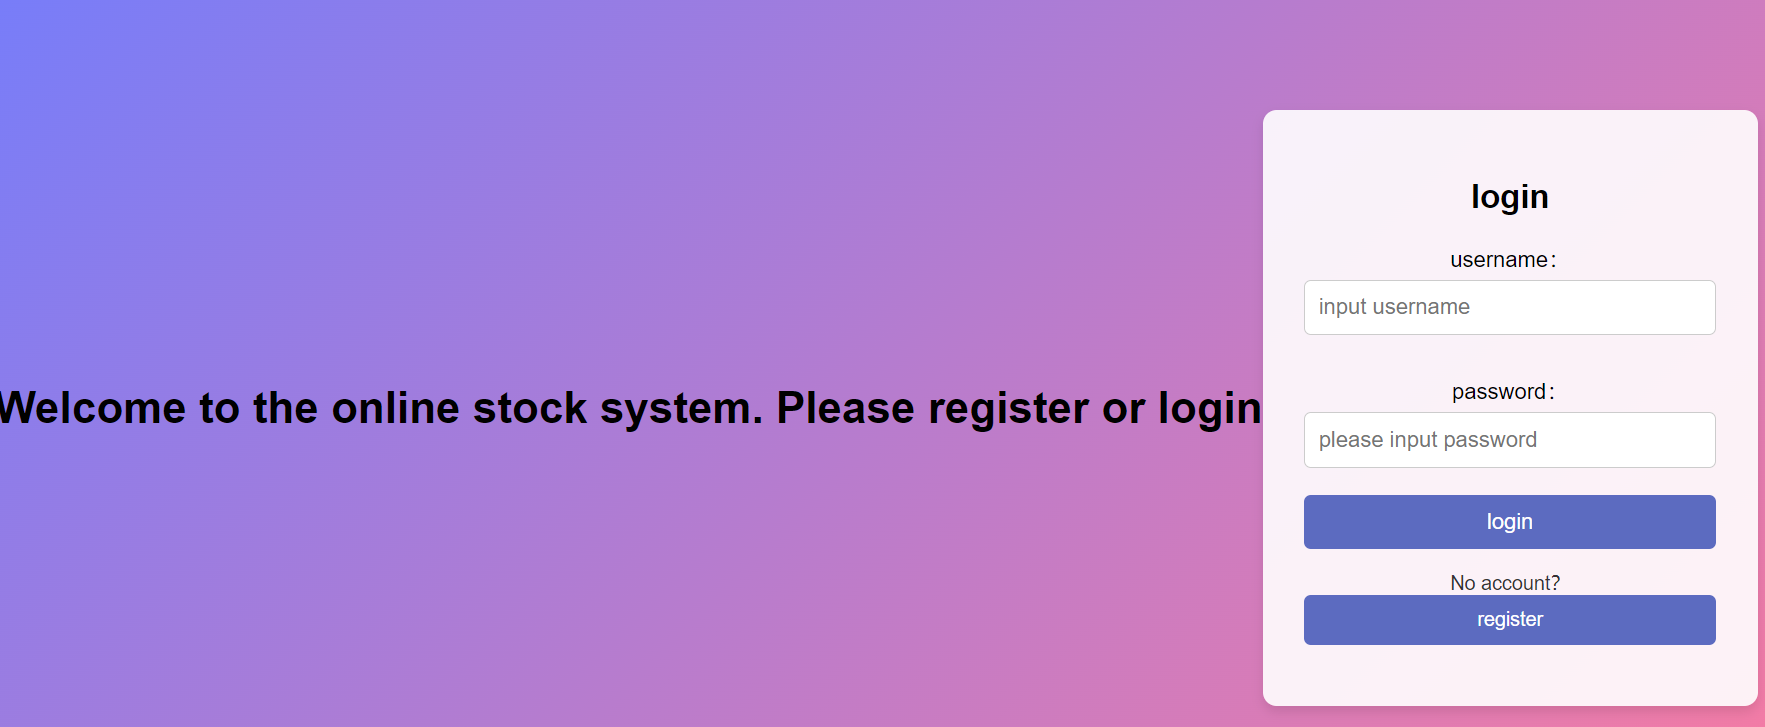 Welcome to the online stock system. Please register or login
login
username：
input username
password：
please input password
login
No account?
register